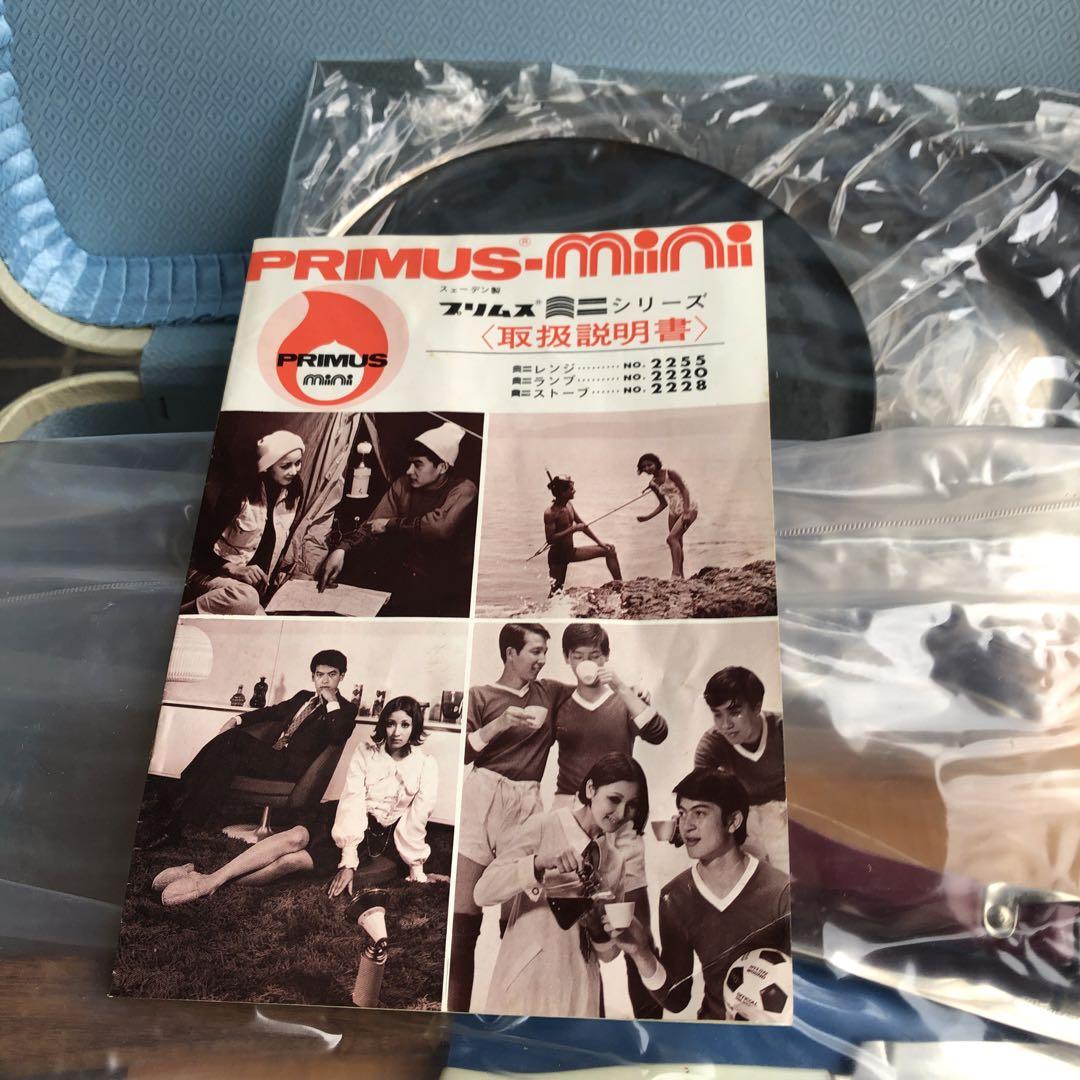 PRIMUS®-mini
スェーデン製
プリムス® ミニシリーズ
〈取扱説明書〉
PRIMUS
mini
ミニレンジ………NO. 2255
ミニランプ………NO. 2220
ミニストーブ……NO. 2228